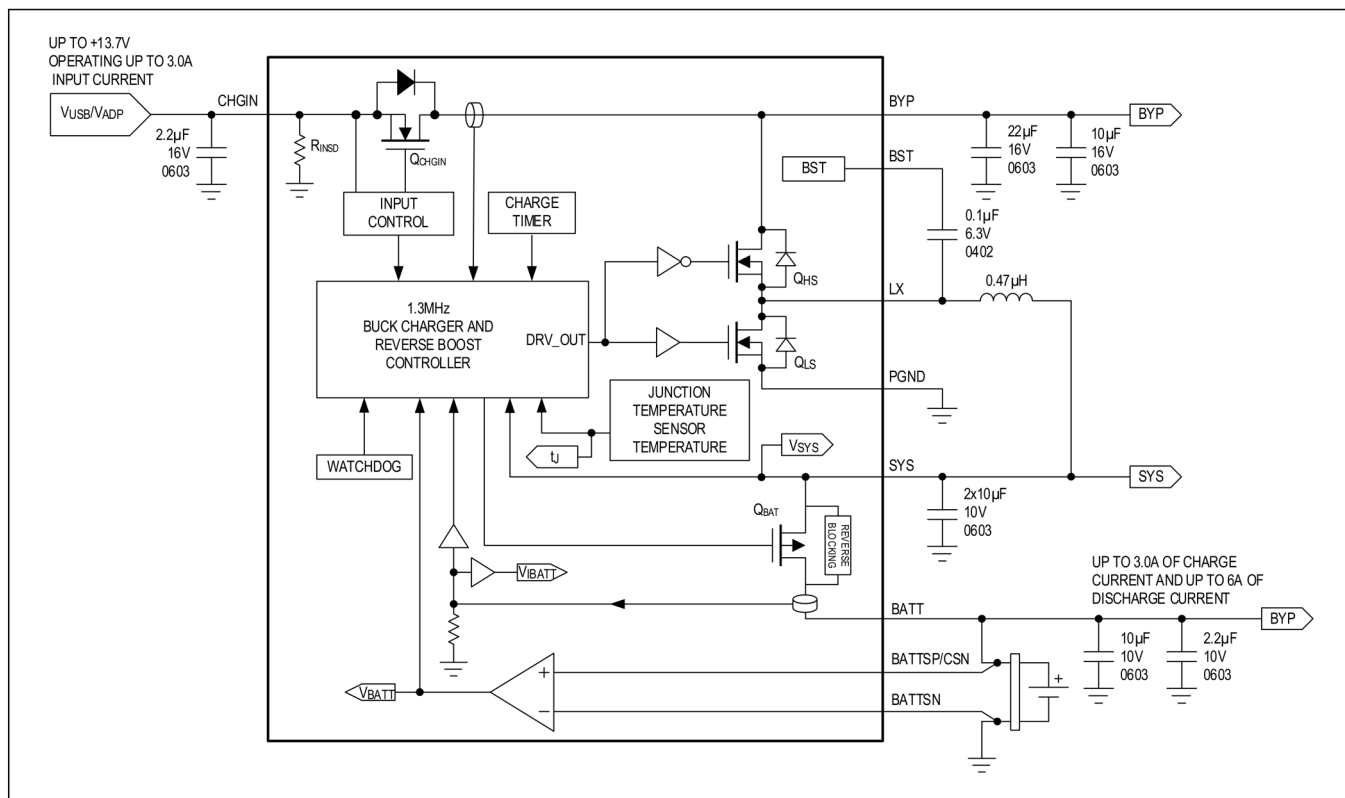 UP TO +13.7V
OPERATING UP TO 3.0A
INPUT CURRENT
VUSB/VADP
CHGIN
2.2µF
16V
0603
RINSD
QCHGIN
INPUT
CONTROL
CHARGE
TIMER
1.3MHz
BUCK CHARGER AND
REVERSE BOOST
CONTROLLER
DRV_OUT
WATCHDOG
JUNCTION
TEMPERATURE
SENSOR
TEMPERATURE
tJ
QHS
QLS
BST
BYP
BST
22µF
16V
0603
10µF
16V
0603
BYP
0.1µF
6.3V
0402
LX
0.47µH
PGND
VSYS
SYS
2x10µF
10V
0603
SYS
QBAT
REVERSE
BLOCKING
VIBATT
UP TO 3.0A OF CHARGE
CURRENT AND UP TO 6A OF
DISCHARGE CURRENT
BATT
10µF
10V
0603
2.2µF
10V
0603
BYP
BATTSP/CSN
BATTSN
VBATT
+
−
+